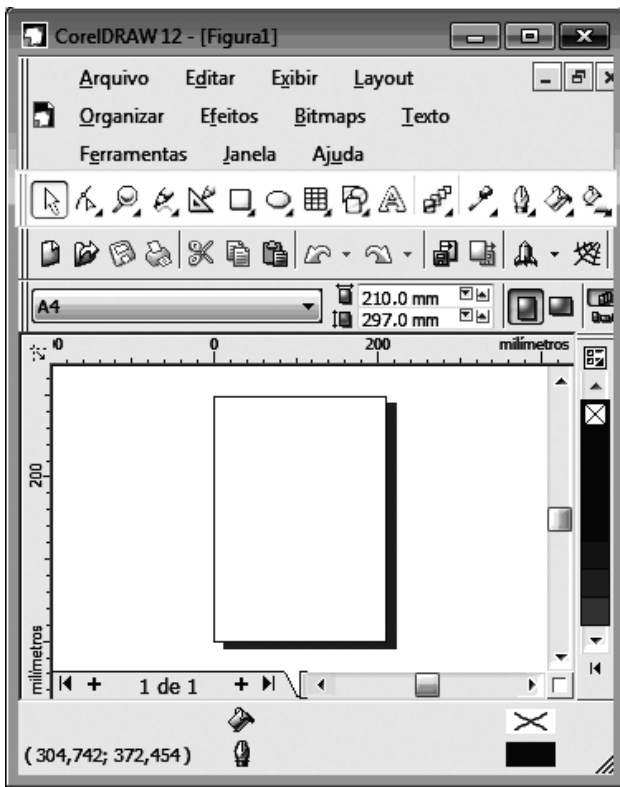 CorelDRAW 12 - [Figura1]
Arquivo Editar Exibir Layout
Organizar Efeitos Bitmaps Texto
Ferramentas Janela Ajuda
A4
210.0 mm
297.0 mm
0 0 200 milímetros
200
milímetros
1 de 1
( 304,742; 372,454 )